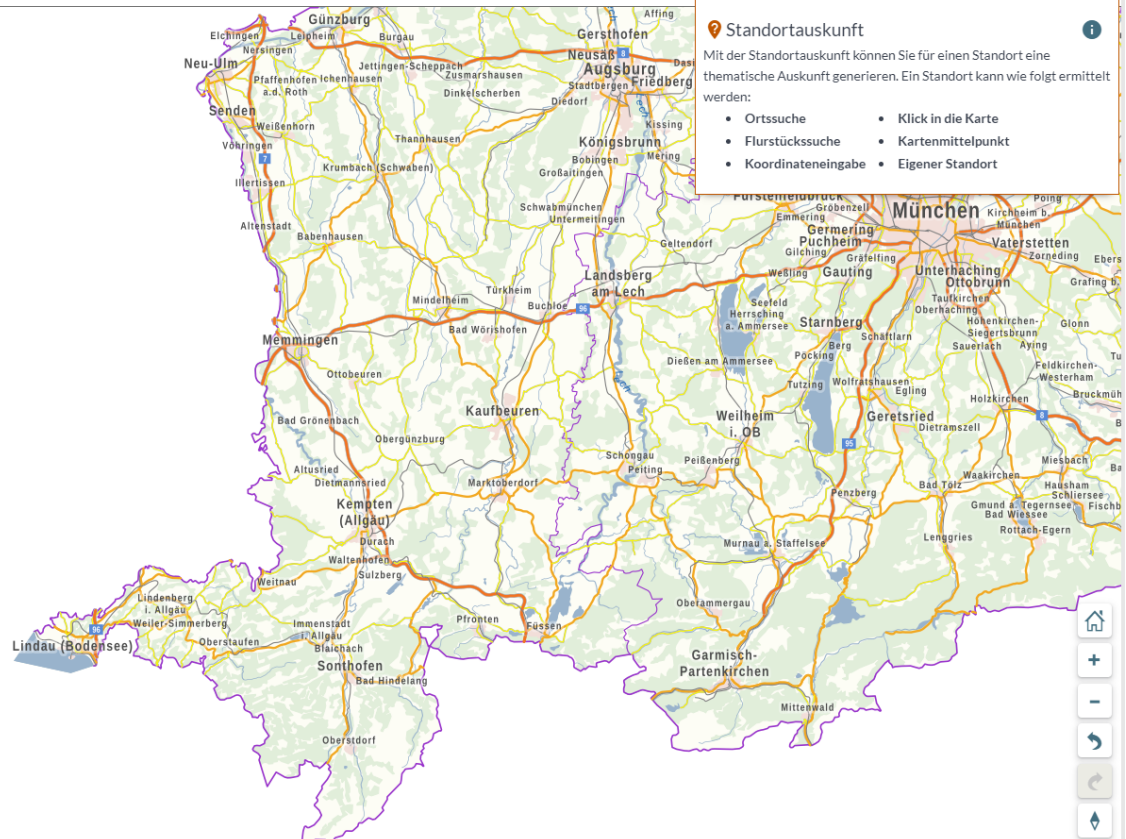 Standortauskunft
Mit der Standortauskunft können Sie für einen Standort eine
thematische Auskunft generieren. Ein Standort kann wie folgt ermittelt
werden:
Ortssuche
Klick in die Karte
Flurstückssuche
Kartenmittelpunkt
Koordinateneingabe
Eigener Standort
Günzburg
Affing
Elchingen
Leipheim
Burgau
Gersthofen
Nersingen
Neusäß
8
Neu-Ulm
Jettingen-Scheppach
Augsburg
Zusmarshausen
Pfaffenhofen
a.d. Roth
Ichenhausen
Stadtbergen
Friedberg
Dinkelscherben
Diedorf
Senden
Weißenhorn
Kissing
Thannhausen
Königsbrunn
Vöhringen
7
Bobingen
Mering
Krumbach (Schwaben)
Großaitingen
Illertissen
Fürstenfeldbruck
Poing
Schwabmünchen
Gröbenzell
München
Kirchheim b.
München
Untermeitingen
Emmering
Altenstadt
Germering
Babenhausen
Geltendorf
Puchheim
Vaterstetten
Gilching
Gräfelfing
Zorneding
Landsberg
am Lech
Weßling
Gauting
Unterhaching
Ottobrunn
Grafing b.
Türkheim
Mindelheim
Buchloe
96
Seefeld
Herrsching
a. Ammersee
Taufkirchen
Oberhaching
Starnberg
Höhenkirchen-
Siegertsbrunn
Glonn
Bad Wörishofen
Memmingen
Berg
Schäftlarn
Sauerlach
Aying
Pöcking
Dießen am Ammersee
Feldkirchen-
Westerham
Ottobeuren
Lech
Tutzing
Wolfratshausen
Egling
Holzkirchen
Kaufbeuren
Weilheim
i. OB
Geretsried
8
Bad Grönenbach
Dietramszell
Obergünzburg
95
Schongau
Peiting
Peißenberg
Miesbach
Altusried
Dietmannsried
Marktoberdorf
Waakirchen
Bad Tölz
Hausham
Schliersee
Penzberg
Kempten
(Allgäu)
Gmund a. Tegernsee
Bad Wiessee
Rottach-Egern
Durach
Murnau a. Staffelsee
Lenggries
Waltenhofen
Sulzberg
Weitnau
Lindenberg
i. Allgäu
Oberammergau
Weiler-Simmerberg
Immenstadt
i. Allgäu
Pfronten
Füssen
96
Lindau (Bodensee)
Oberstaufen
Blaichach
Sonthofen
Garmisch-
Partenkirchen
Bad Hindelang
Mittenwald
Oberstdorf